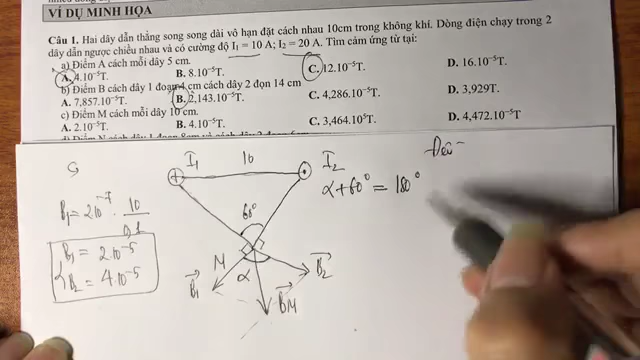 VÍ DỤ MINH HỌA
Câu 1. Hai dây dẫn thẳng song song dài vô hạn đặt cách nhau 10cm trong không khí. Dòng điện chạy trong 2
dây dẫn ngược chiều nhau và có cường độ I₁ = 10 A; I₂ = 20 A. Tìm cảm ứng từ tại:
a) Điểm A cách mỗi dây 5 cm.
A. 4.10⁻⁵T. B. 8.10⁻⁵T. C. 12.10⁻⁵T. D. 16.10⁻⁵T.
b) Điểm B cách dây 1 đoạn 4 cm cách dây 2 đọn 14 cm
A. 7,857.10⁻⁵T. B. 2,143.10⁻⁵T. C. 4,286.10⁻⁵T. D. 3,929T.
c) Điểm M cách mỗi dây 10 cm.
A. 2.10⁻⁵T. B. 4.10⁻⁵T. C. 3,464.10⁻⁵T. D. 4,472.10⁻⁵T
I₁ 10 I₂
α + 60° = 180°
B₁ = 2.10⁻⁷ . 10 / 0,1
60°
B₁ = 2.10⁻⁵
B₂ = 4.10⁻⁵
M α
B₁ B₂
BM